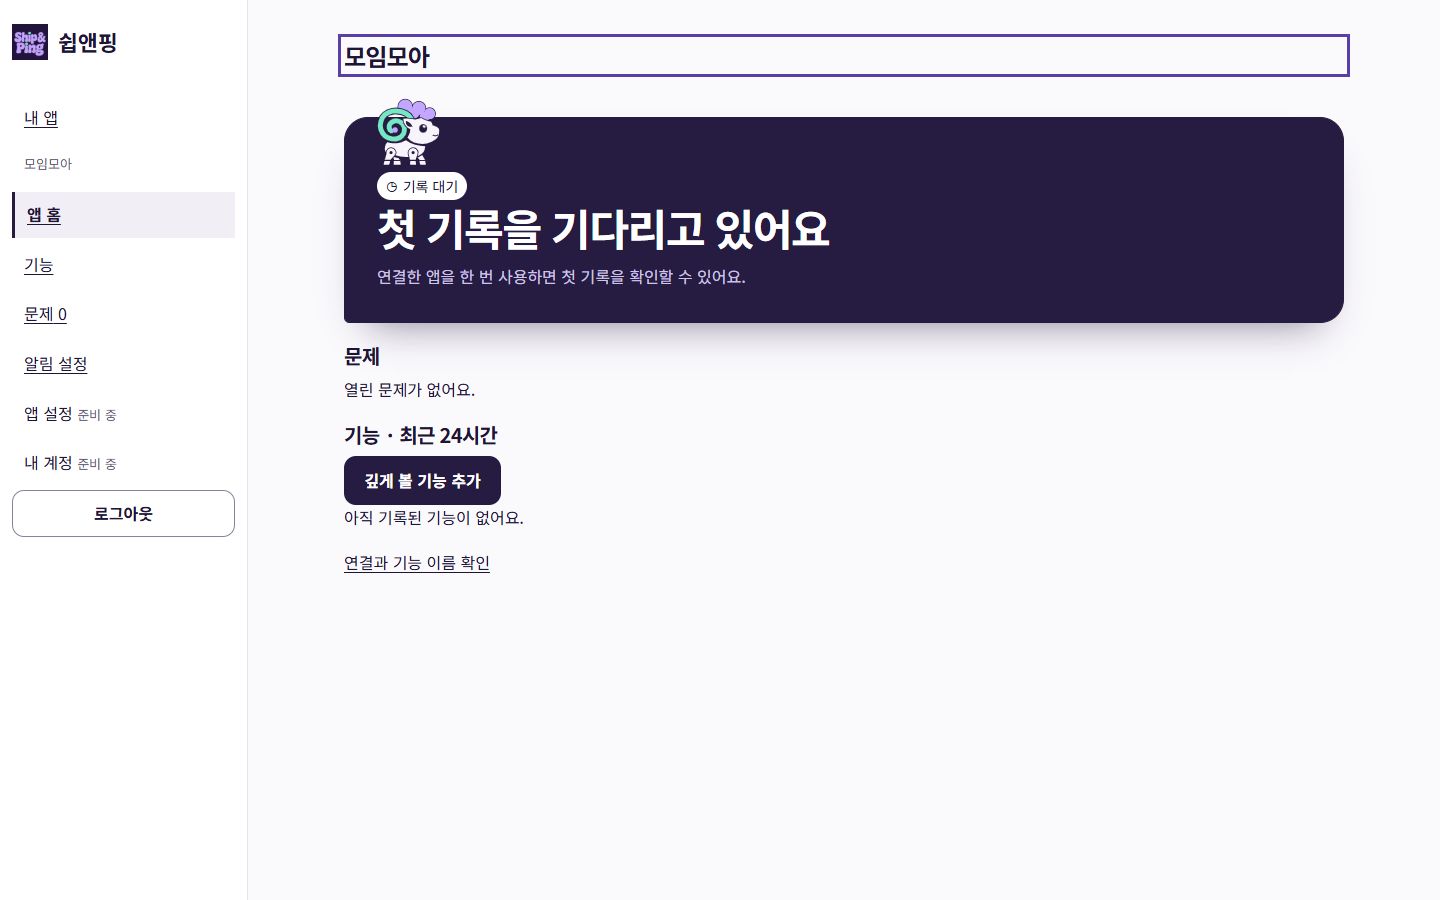 Ship&
Ping
쉽앤핑
내 앱
모임모아
앱 홈
기능
문제 0
알림 설정
앱 설정 준비 중
내 계정 준비 중
로그아웃
모임모아
기록 대기
첫 기록을 기다리고 있어요
연결한 앱을 한 번 사용하면 첫 기록을 확인할 수 있어요.
문제
열린 문제가 없어요.
기능 · 최근 24시간
깊게 볼 기능 추가
아직 기록된 기능이 없어요.
연결과 기능 이름 확인